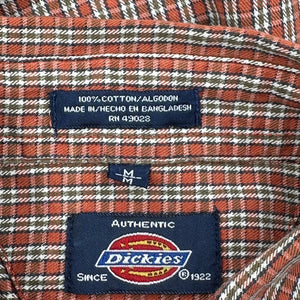 100% COTTON/ALGODON
MADE IN/HECHO EN BANGLADESH
RN 49028
M
M
AUTHENTIC
Dickies
®
SINCE 1922